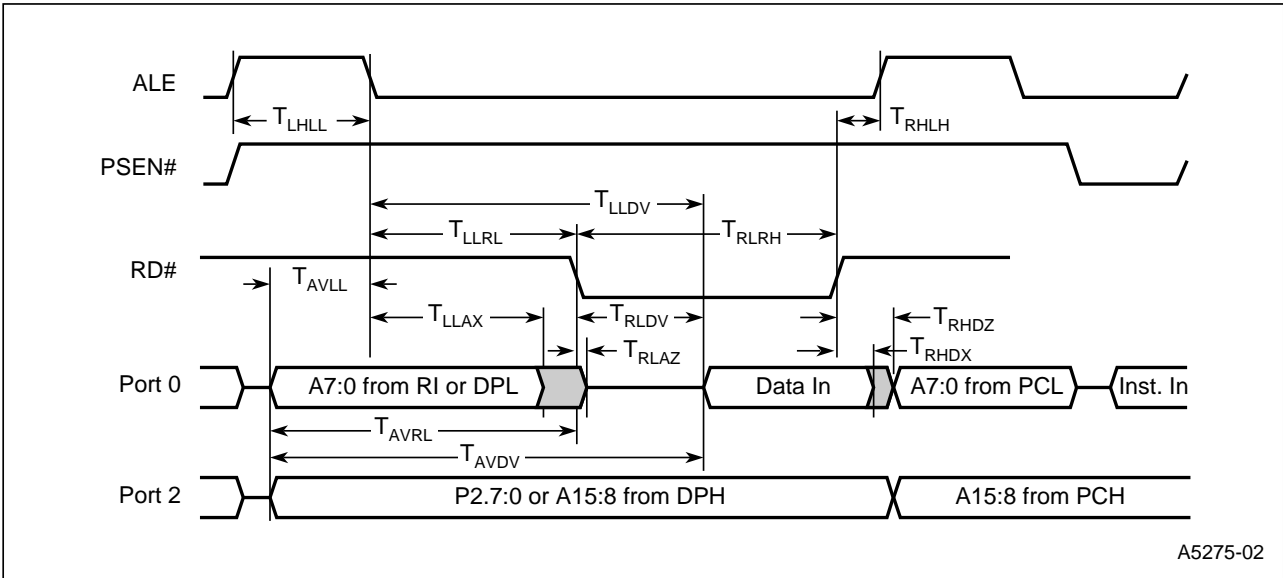 ALE
T_LHLL
T_RHLH
PSEN#
T_LLDV
T_LLRL
T_RLRH
RD#
T_AVLL
T_LLAX
T_RLDV
T_RHDZ
T_RLAZ
T_RHDX
Port 0
A7:0 from RI or DPL
Data In
A7:0 from PCL
Inst. In
T_AVRL
T_AVDV
Port 2
P2.7:0 or A15:8 from DPH
A15:8 from PCH
A5275-02